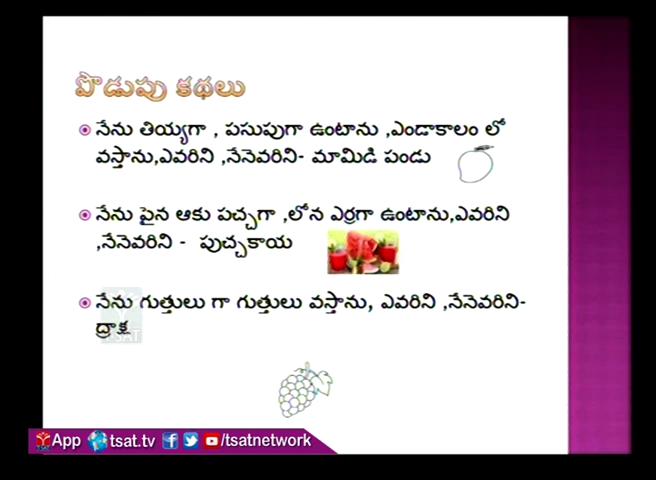 పొడుపు కథలు
నేను తియ్యగా , పసుపుగా ఉంటాను ,ఎండాకాలం లో
వస్తాను,ఎవరిని ,నేనెవరిని- మామిడి పండు
నేను పైన ఆకు పచ్చగా ,లోన ఎర్రగా ఉంటాను,ఎవరిని
,నేనెవరిని - పుచ్చకాయ
నేను గుత్తులు గా గుత్తులు వస్తాను, ఎవరిని ,నేనెవరిని-
ద్రాక్ష
TSAT
App tsat.tv /tsatnetwork